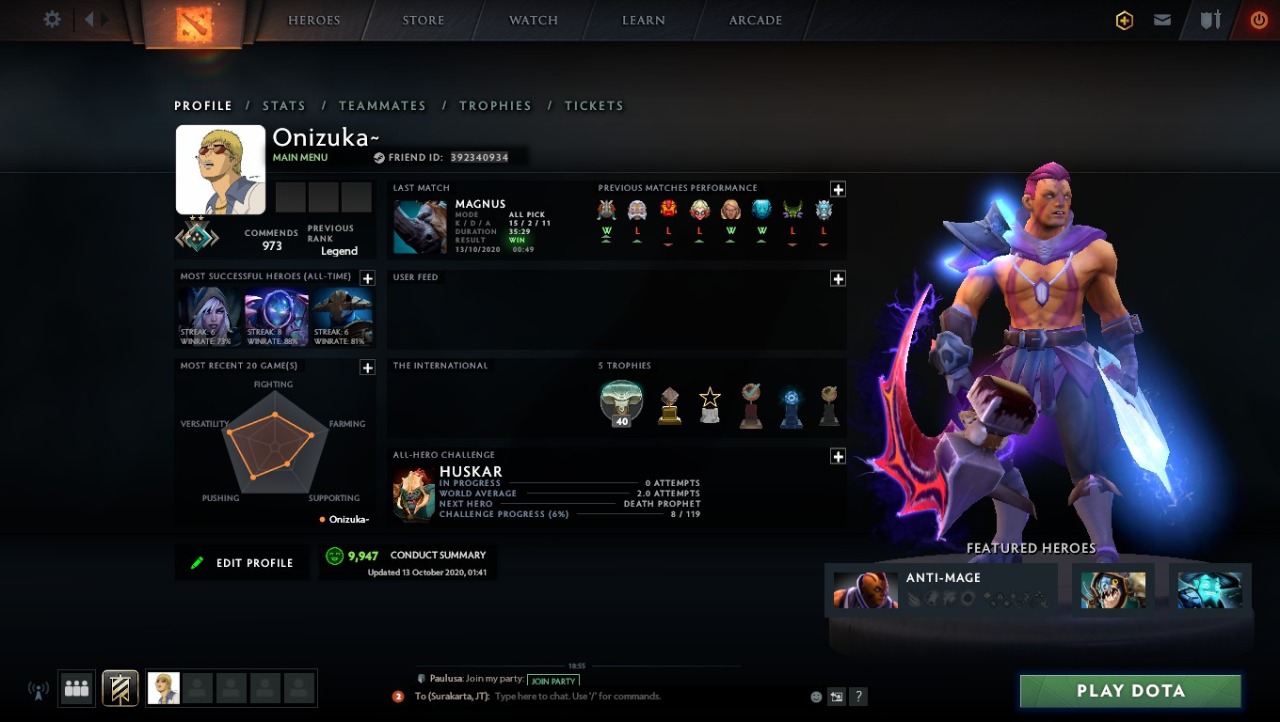 HEROES STORE WATCH LEARN ARCADE
PROFILE / STATS / TEAMMATES / TROPHIES / TICKETS
Onizuka~
MAIN MENU
FRIEND ID: 392340934
COMMENDS
973
PREVIOUS
RANK
Legend
LAST MATCH
MAGNUS
MODE ALL PICK
K / D / A 15 / 2 / 11
DURATION 35:29
RESULT WIN
13/10/2020 00:49
PREVIOUS MATCHES PERFORMANCE
W L L L W W L L
MOST SUCCESSFUL HEROES (ALL-TIME)
STREAK: 6 STREAK: 8 STREAK: 6
WINRATE: 73% WINRATE: 88% WINRATE: 81%
USER FEED
MOST RECENT 20 GAME(S)
FIGHTING
VERSATILITY FARMING
PUSHING SUPPORTING
Onizuka~
THE INTERNATIONAL
5 TROPHIES
40
ALL-HERO CHALLENGE
HUSKAR
IN PROGRESS 0 ATTEMPTS
WORLD AVERAGE 2.0 ATTEMPTS
NEXT HERO DEATH PROPHET
CHALLENGE PROGRESS (6%) 8 / 119
EDIT PROFILE
9,947 CONDUCT SUMMARY
Updated 13 October 2020, 01:41
FEATURED HEROES
ANTI-MAGE
18:55
Paulusa: Join my party: JOIN PARTY
2 To (Surakarta, JT): Type here to chat. Use '/' for commands.
?
PLAY DOTA